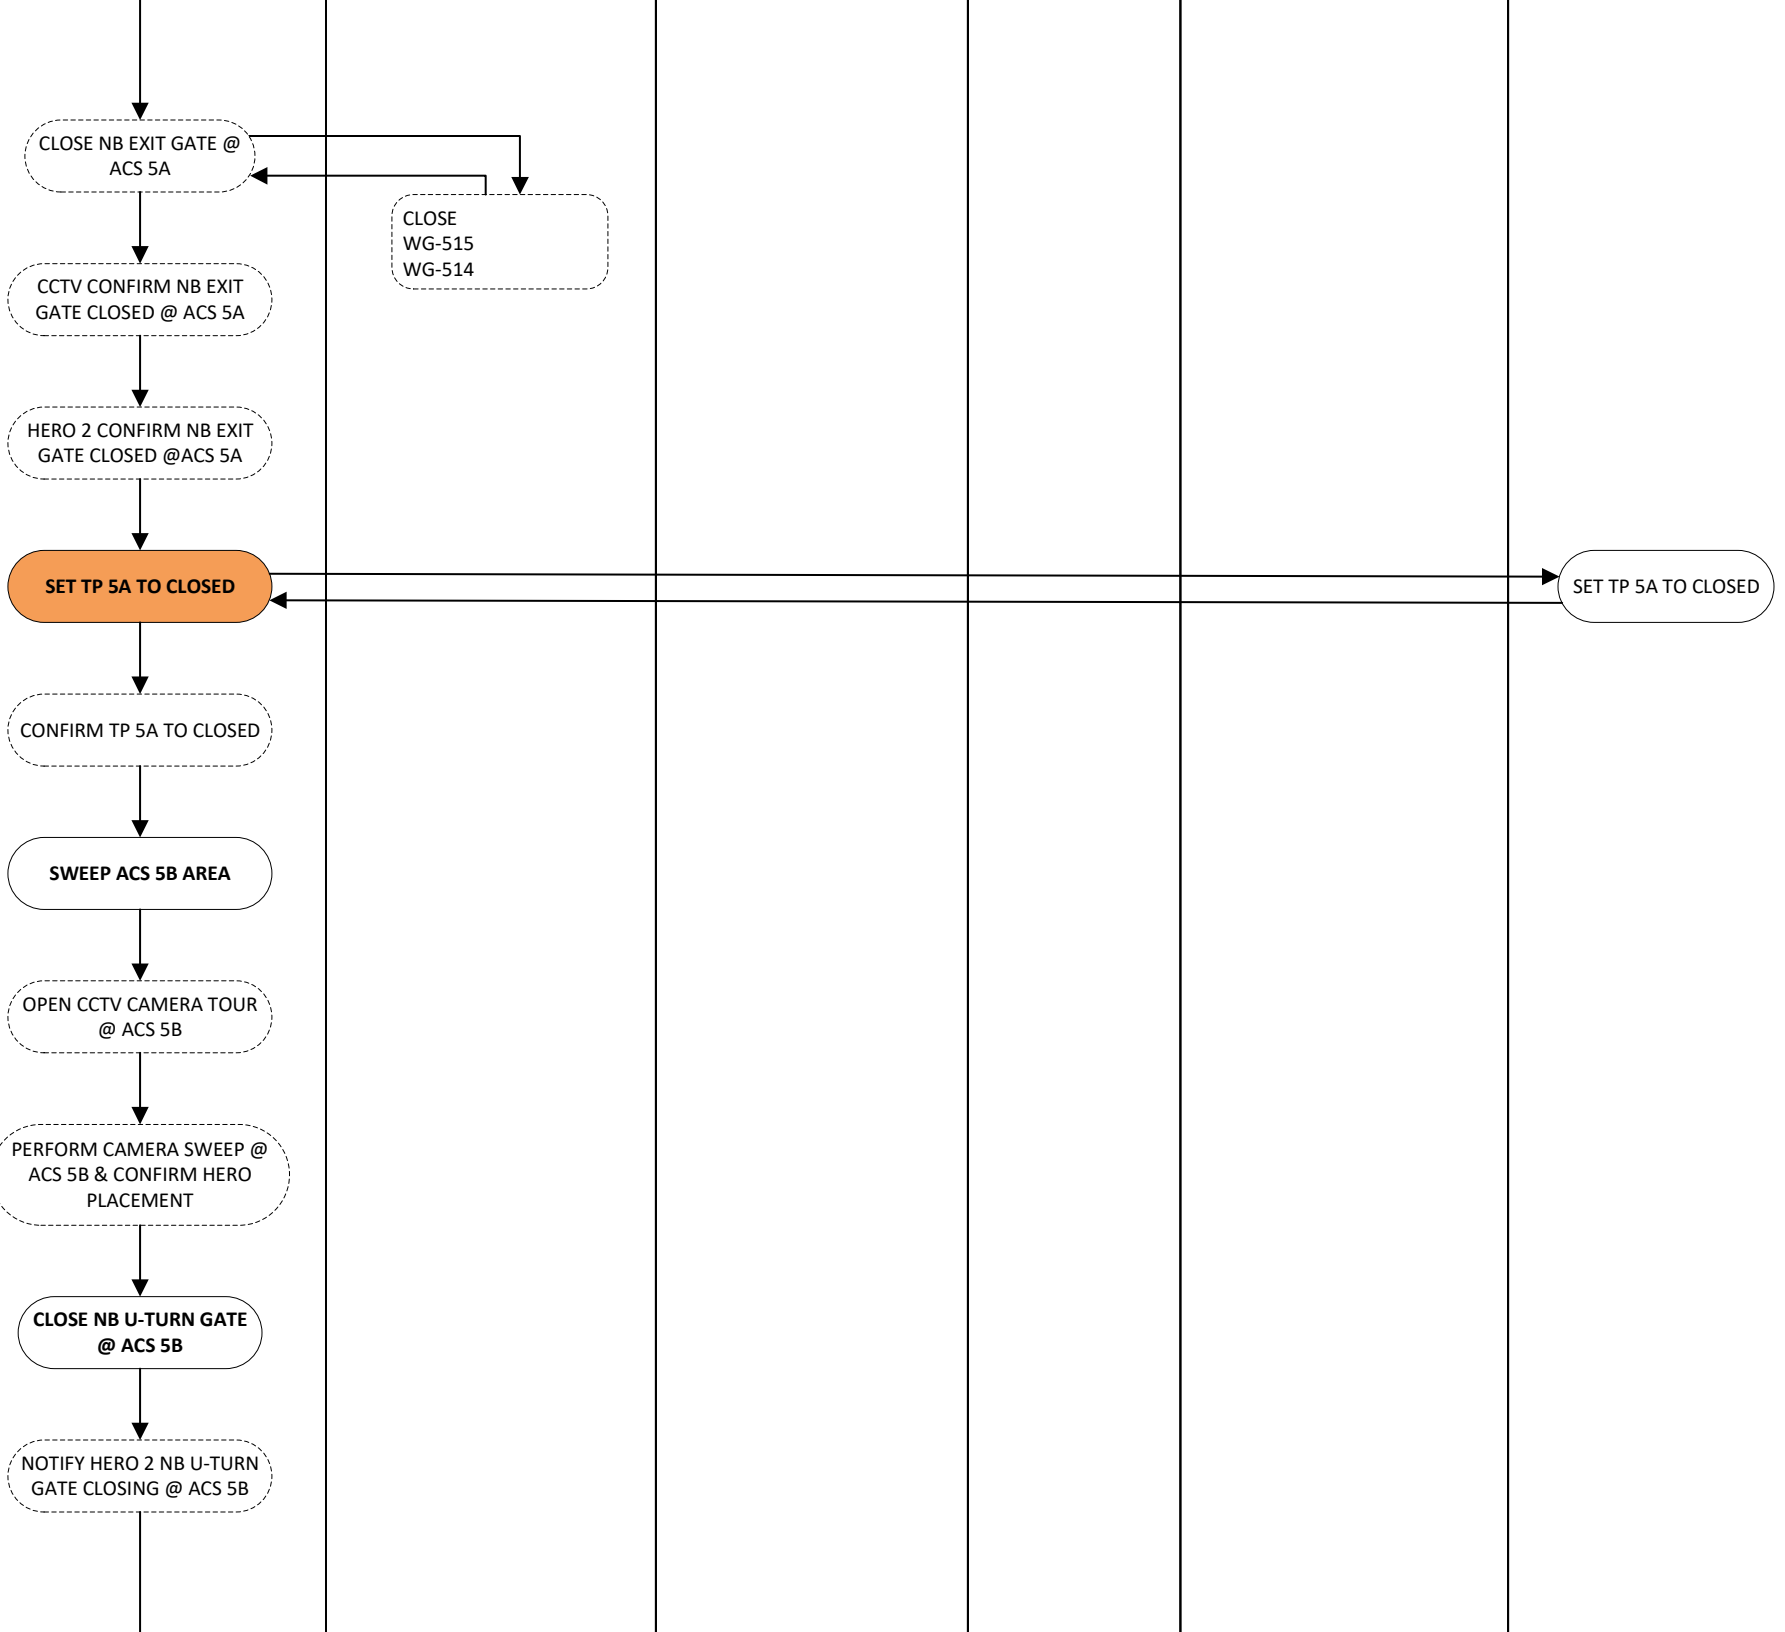 CLOSE NB EXIT GATE @
ACS 5A
CLOSE
WG-515
WG-514
CCTV CONFIRM NB EXIT
GATE CLOSED @ ACS 5A
HERO 2 CONFIRM NB EXIT
GATE CLOSED @ACS 5A
SET TP 5A TO CLOSED
SET TP 5A TO CLOSED
CONFIRM TP 5A TO CLOSED
SWEEP ACS 5B AREA
OPEN CCTV CAMERA TOUR
@ ACS 5B
PERFORM CAMERA SWEEP @
ACS 5B & CONFIRM HERO
PLACEMENT
CLOSE NB U-TURN GATE
@ ACS 5B
NOTIFY HERO 2 NB U-TURN
GATE CLOSING @ ACS 5B